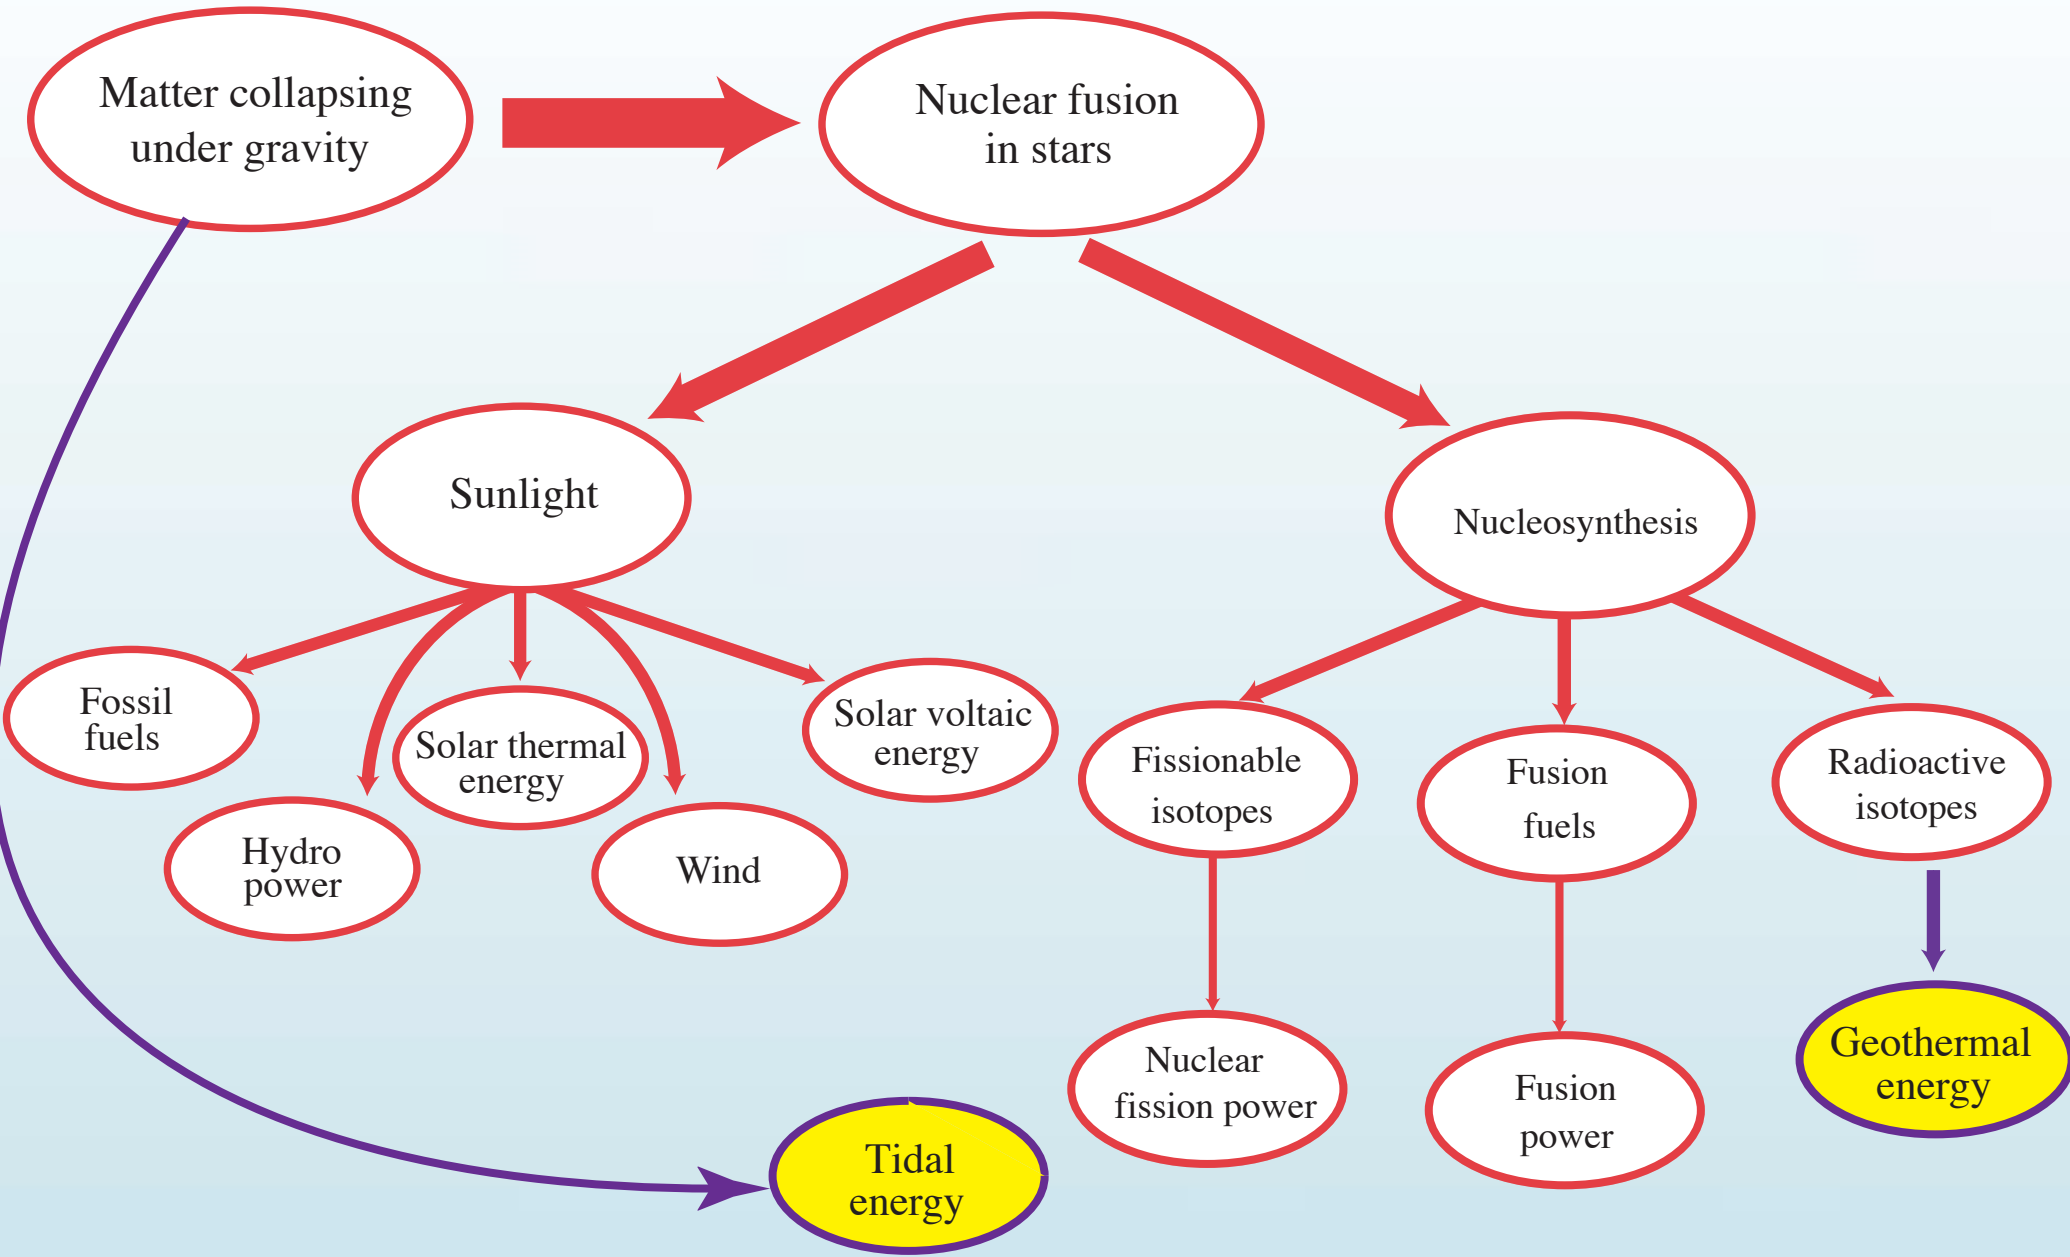 Matter collapsing
under gravity
Nuclear fusion
in stars
Sunlight
Nucleosynthesis
Fossil
fuels
Hydro
power
Solar thermal
energy
Wind
Solar voltaic
energy
Fissionable
isotopes
Fusion
fuels
Radioactive
isotopes
Nuclear
fission power
Fusion
power
Geothermal
energy
Tidal
energy